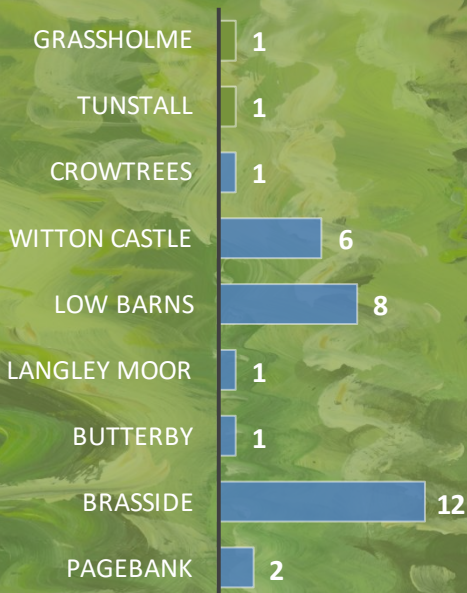 GRASSHOLME 1
TUNSTALL 1
CROWTREES 1
WITTON CASTLE 6
LOW BARNS 8
LANGLEY MOOR 1
BUTTERBY 1
BRASSIDE 12
PAGEBANK 2